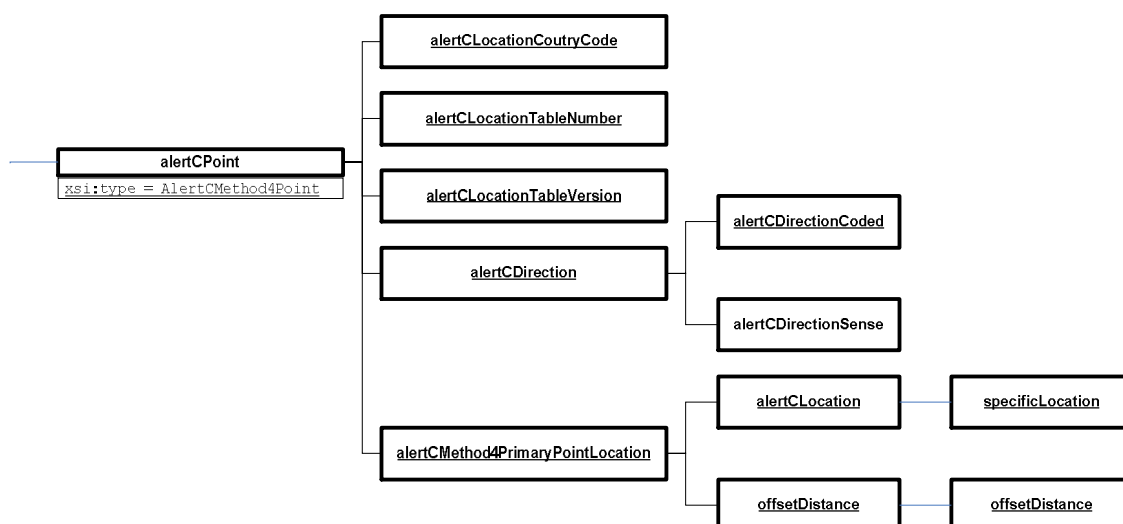 alertCLocationCoutryCode
alertCLocationTableNumber
alertCPoint
xsi:type = AlertCMethod4Point
alertCLocationTableVersion
alertCDirectionCoded
alertCDirection
alertCDirectionSense
alertCLocation
specificLocation
alertCMethod4PrimaryPointLocation
offsetDistance
offsetDistance